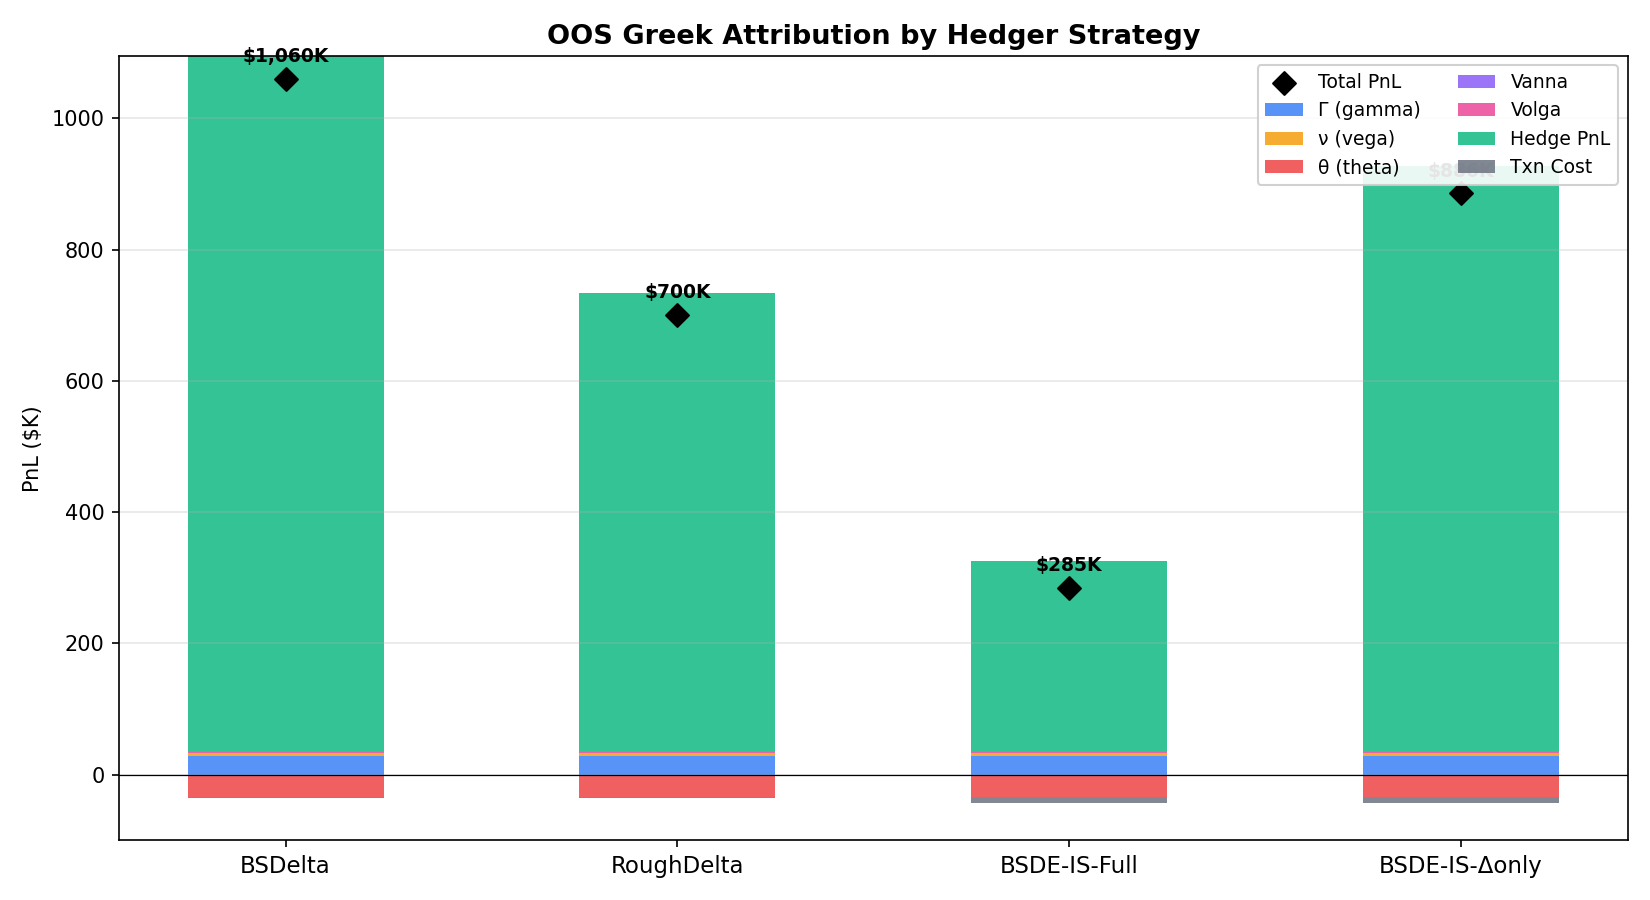 OOS Greek Attribution by Hedger Strategy
$1,060K
Total PnL
Γ (gamma)
ν (vega)
θ (theta)
Vanna
Volga
Hedge PnL
Txn Cost
1000
800
600
400
200
0
PnL ($K)
$700K
$285K
BSDelta
RoughDelta
BSDE-IS-Full
BSDE-IS-Δonly